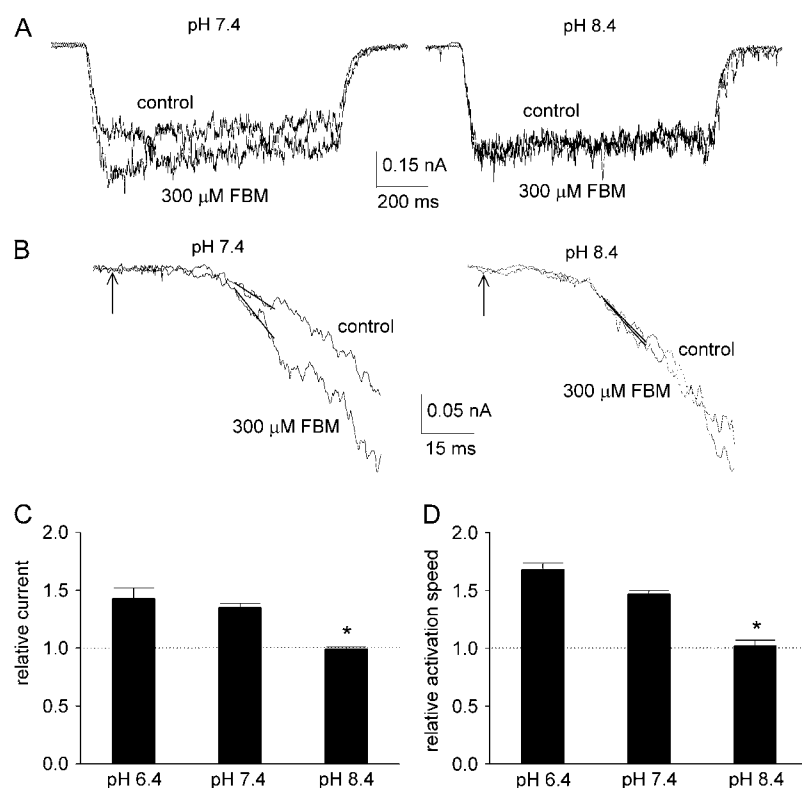 A
pH 7.4
pH 8.4
control
control
0.15 nA
200 ms
300 μM FBM
300 μM FBM
B
pH 7.4
pH 8.4
control
control
300 μM FBM
0.05 nA
15 ms
300 μM FBM
C
relative current
2.0
1.5
1.0
0.5
0.0
*
pH 6.4
pH 7.4
pH 8.4
D
relative activation speed
2.0
1.5
1.0
0.5
0.0
*
pH 6.4
pH 7.4
pH 8.4